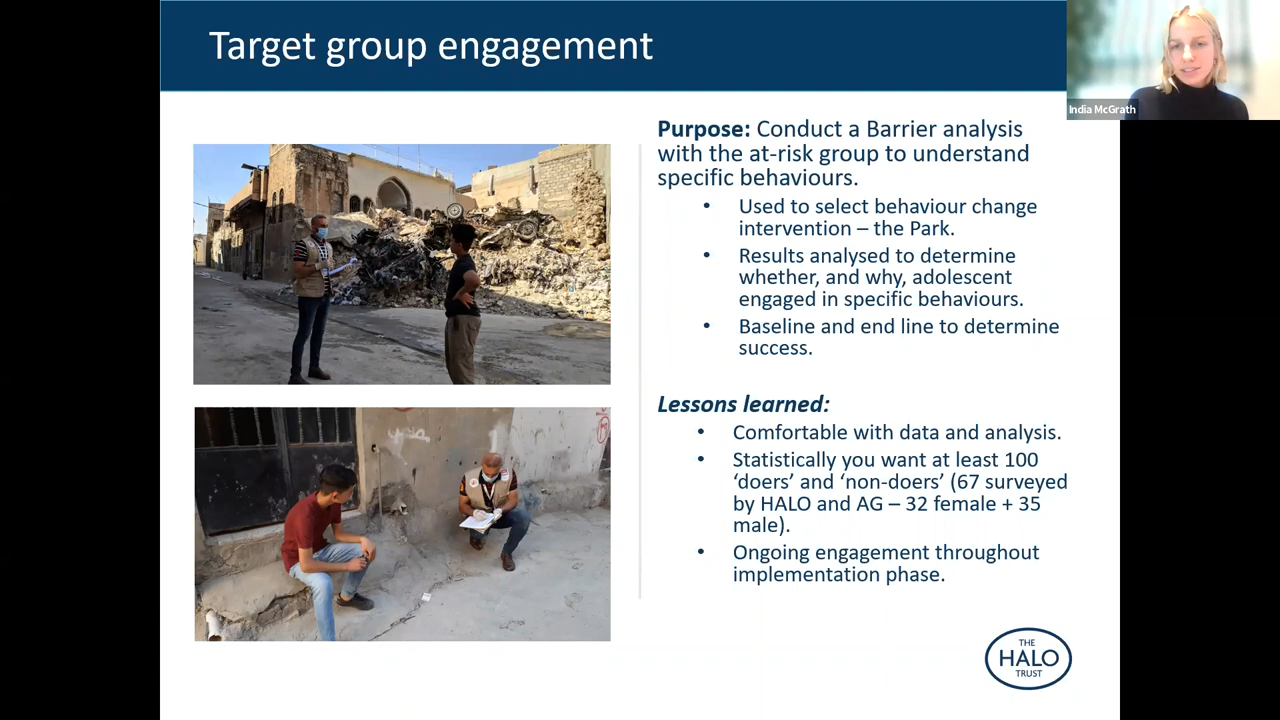 Target group engagement
India McGrath
Purpose: Conduct a Barrier analysis
with the at-risk group to understand
specific behaviours.
• Used to select behaviour change
intervention – the Park.
• Results analysed to determine
whether, and why, adolescent
engaged in specific behaviours.
• Baseline and end line to determine
success.
Lessons learned:
• Comfortable with data and analysis.
• Statistically you want at least 100
‘doers’ and ‘non-doers’ (67 surveyed
by HALO and AG – 32 female + 35
male).
• Ongoing engagement throughout
implementation phase.
THE
HALO
TRUST